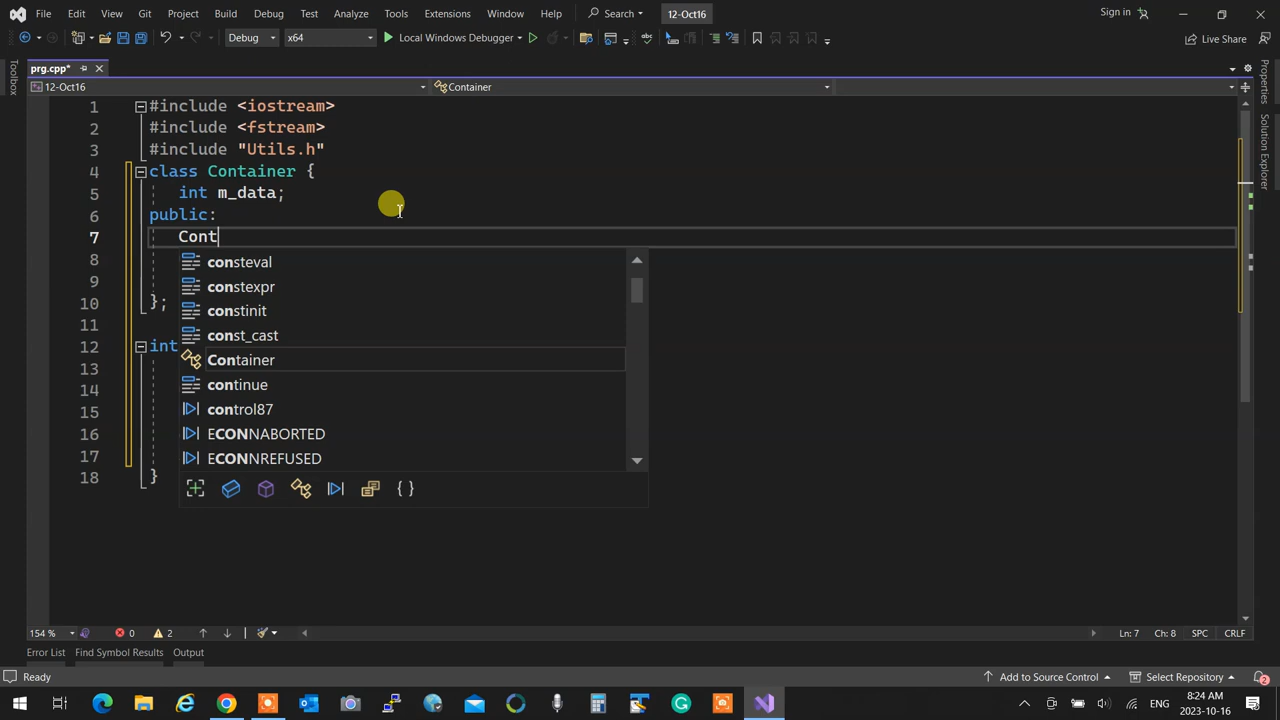 File Edit View Git Project Build Debug Test Analyze Tools Extensions Window Help Search 12-Oct16 Sign in
Debug x64 Local Windows Debugger Live Share
prg.cpp*
12-Oct16 Container
Toolbox
Properties
Solution Explorer
1 #include <iostream>
2 #include <fstream>
3 #include "Utils.h"
4 class Container {
5 int m_data;
6 public:
7 Cont
8 consteval
9 constexpr
10 }; constinit
11 const_cast
12 int Container
13 continue
14 control87
15
16 ECONNABORTED
17 ECONNREFUSED
18 }
{ }
154 % 0 2 Ln: 7 Ch: 8 SPC CRLF
Error List Find Symbol Results Output
Ready Add to Source Control Select Repository 2
8:24 AM
ENG
2023-10-16 2